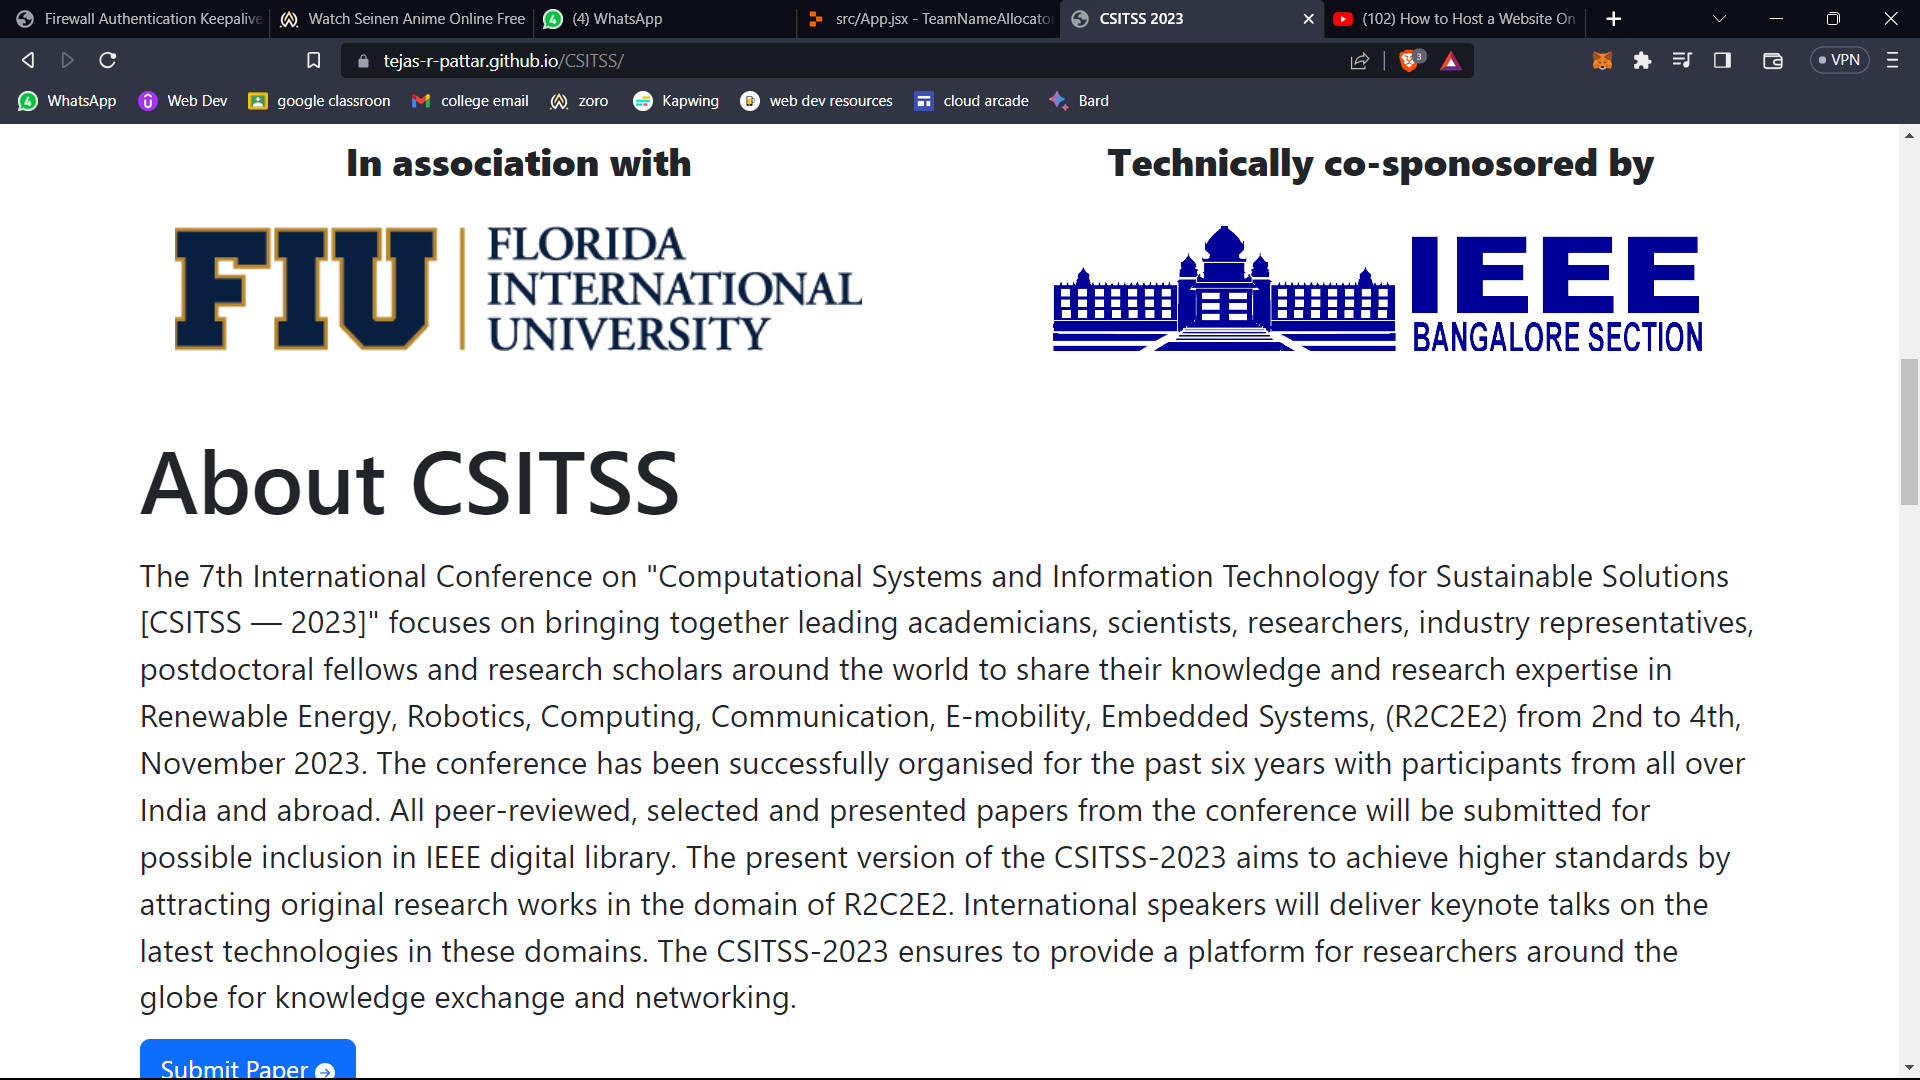 Firewall Authentication Keepalive
Watch Seinen Anime Online Free
(4) WhatsApp
src/App.jsx - TeamNameAllocator
CSITSS 2023
(102) How to Host a Website On
tejas-r-pattar.github.io/CSITSS/
3
VPN
WhatsApp
Web Dev
google classroon
college email
zoro
Kapwing
web dev resources
cloud arcade
Bard
In association with
Technically co-sponosored by
FIU
FLORIDA
INTERNATIONAL
UNIVERSITY
IEEE
BANGALORE SECTION
About CSITSS
The 7th International Conference on "Computational Systems and Information Technology for Sustainable Solutions
[CSITSS — 2023]" focuses on bringing together leading academicians, scientists, researchers, industry representatives,
postdoctoral fellows and research scholars around the world to share their knowledge and research expertise in
Renewable Energy, Robotics, Computing, Communication, E-mobility, Embedded Systems, (R2C2E2) from 2nd to 4th,
November 2023. The conference has been successfully organised for the past six years with participants from all over
India and abroad. All peer-reviewed, selected and presented papers from the conference will be submitted for
possible inclusion in IEEE digital library. The present version of the CSITSS-2023 aims to achieve higher standards by
attracting original research works in the domain of R2C2E2. International speakers will deliver keynote talks on the
latest technologies in these domains. The CSITSS-2023 ensures to provide a platform for researchers around the
globe for knowledge exchange and networking.
Submit Paper